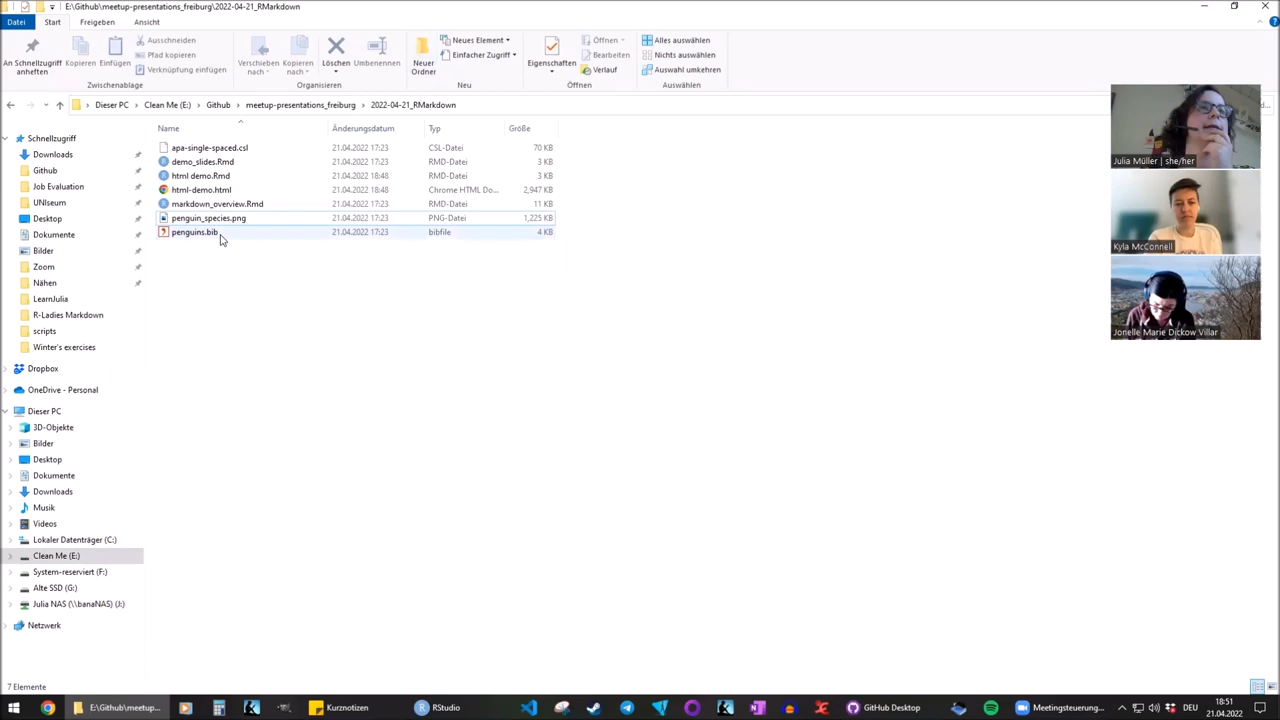 E:\Github\meetup-presentations_freiburg\2022-04-21_RMarkdown
Datei Start Freigeben Ansicht
An Schnellzugriff anheften
Kopieren
Einfügen
Ausschneiden
Pfad kopieren
Verknüpfung einfügen
Zwischenablage
Verschieben nach
Kopieren nach
Löschen
Umbenennen
Organisieren
Neuer Ordner
Neues Element
Einfacher Zugriff
Neu
Eigenschaften
Öffnen
Bearbeiten
Verlauf
Öffnen
Alles auswählen
Nichts auswählen
Auswahl umkehren
Auswählen
Dieser PC > Clean Me (E:) > Github > meetup-presentations_freiburg > 2022-04-21_RMarkdown
Name Änderungsdatum Typ Größe
apa-single-spaced.csl 21.04.2022 17:23 CSL-Datei 70 KB
demo_slides.Rmd 21.04.2022 17:23 RMD-Datei 3 KB
html demo.Rmd 21.04.2022 18:48 RMD-Datei 3 KB
html-demo.html 21.04.2022 18:48 Chrome HTML Do... 2,947 KB
markdown_overview.Rmd 21.04.2022 17:23 RMD-Datei 11 KB
penguin_species.png 21.04.2022 17:23 PNG-Datei 1,225 KB
penguins.bib 21.04.2022 17:23 bibfile 4 KB
Schnellzugriff
Downloads
Github
Job Evaluation
UNIseum
Desktop
Dokumente
Bilder
Zoom
Nähen
LearnJulia
R-Ladies Markdown
scripts
Winter's exercises
Dropbox
OneDrive - Personal
Dieser PC
3D-Objekte
Bilder
Desktop
Dokumente
Downloads
Musik
Videos
Lokaler Datenträger (C:)
Clean Me (E:)
System-reserviert (F:)
Alte SSD (G:)
Julia NAS (\\banaNAS) (J:)
Netzwerk
Julia Müller | she/her
Kyla McConnell
Jonelle Marie Dickow Villar
7 Elemente
E:\Github\meetup...
Kurznotizen
RStudio
GitHub Desktop
Meetingsteuerung...
DEU
18:51
21.04.2022